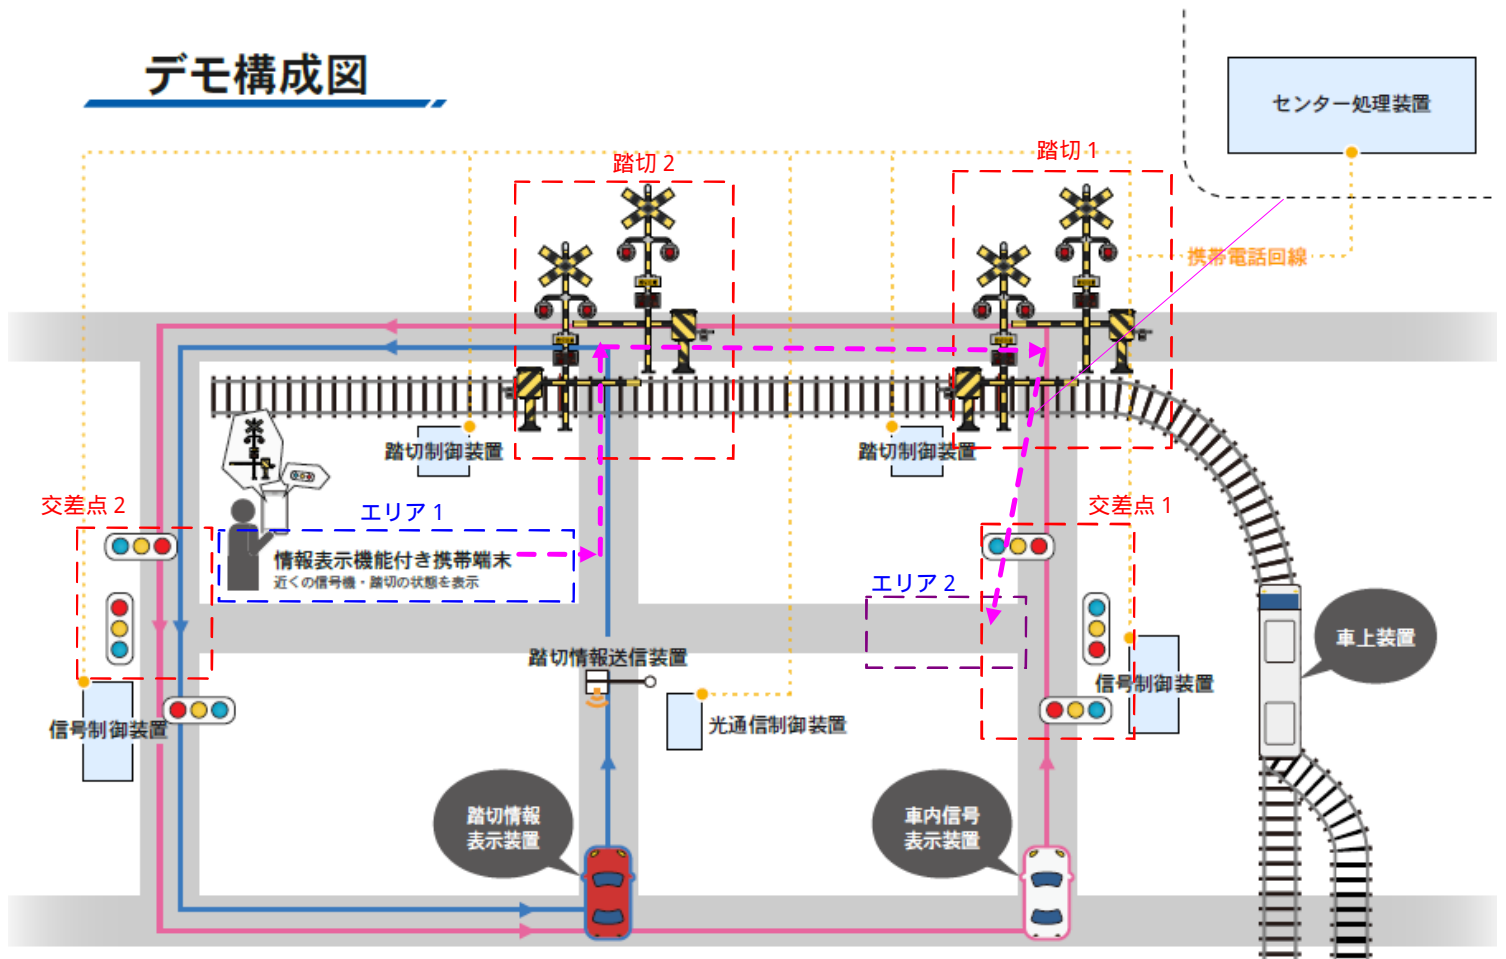 デモ構成図
センター処理装置
踏切 2
踏切 1
携帯電話回線
踏切制御装置
踏切制御装置
交差点 2
エリア 1
交差点 1
情報表示機能付き携帯端末
近くの信号機・踏切の状態を表示
エリア 2
車上装置
踏切情報送信装置
信号制御装置
信号制御装置
光通信制御装置
踏切情報
表示装置
車内信号
表示装置